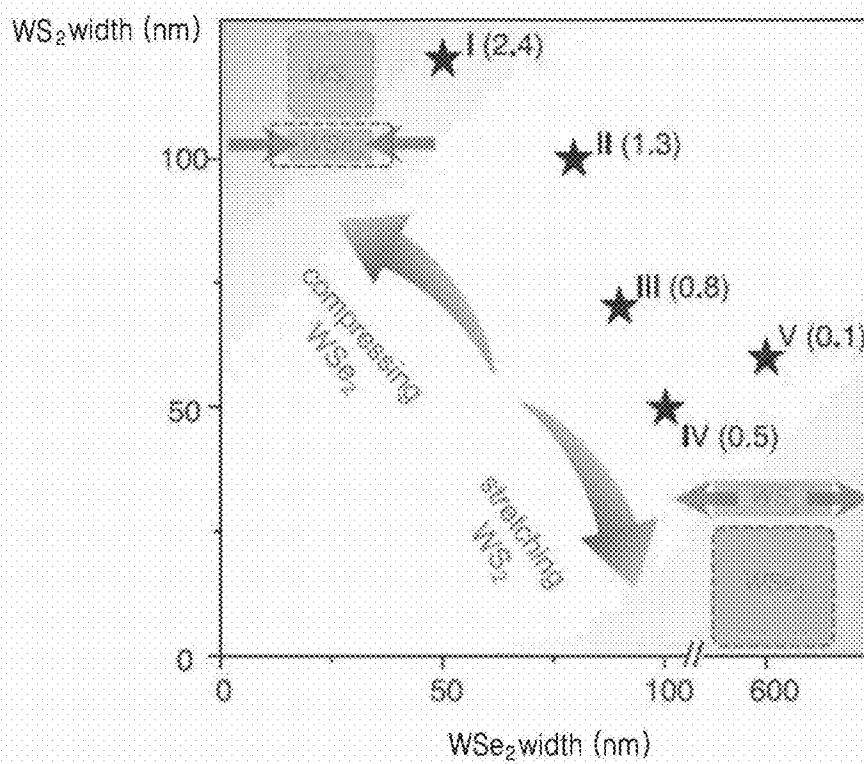 WS₂ width (nm)
I (2.4)
100
II (1.3)
compressing
WSe₂
III (0.8)
V (0.1)
50
IV (0.5)
stretching
WS₂
0
0
50
100
600
WSe₂ width (nm)